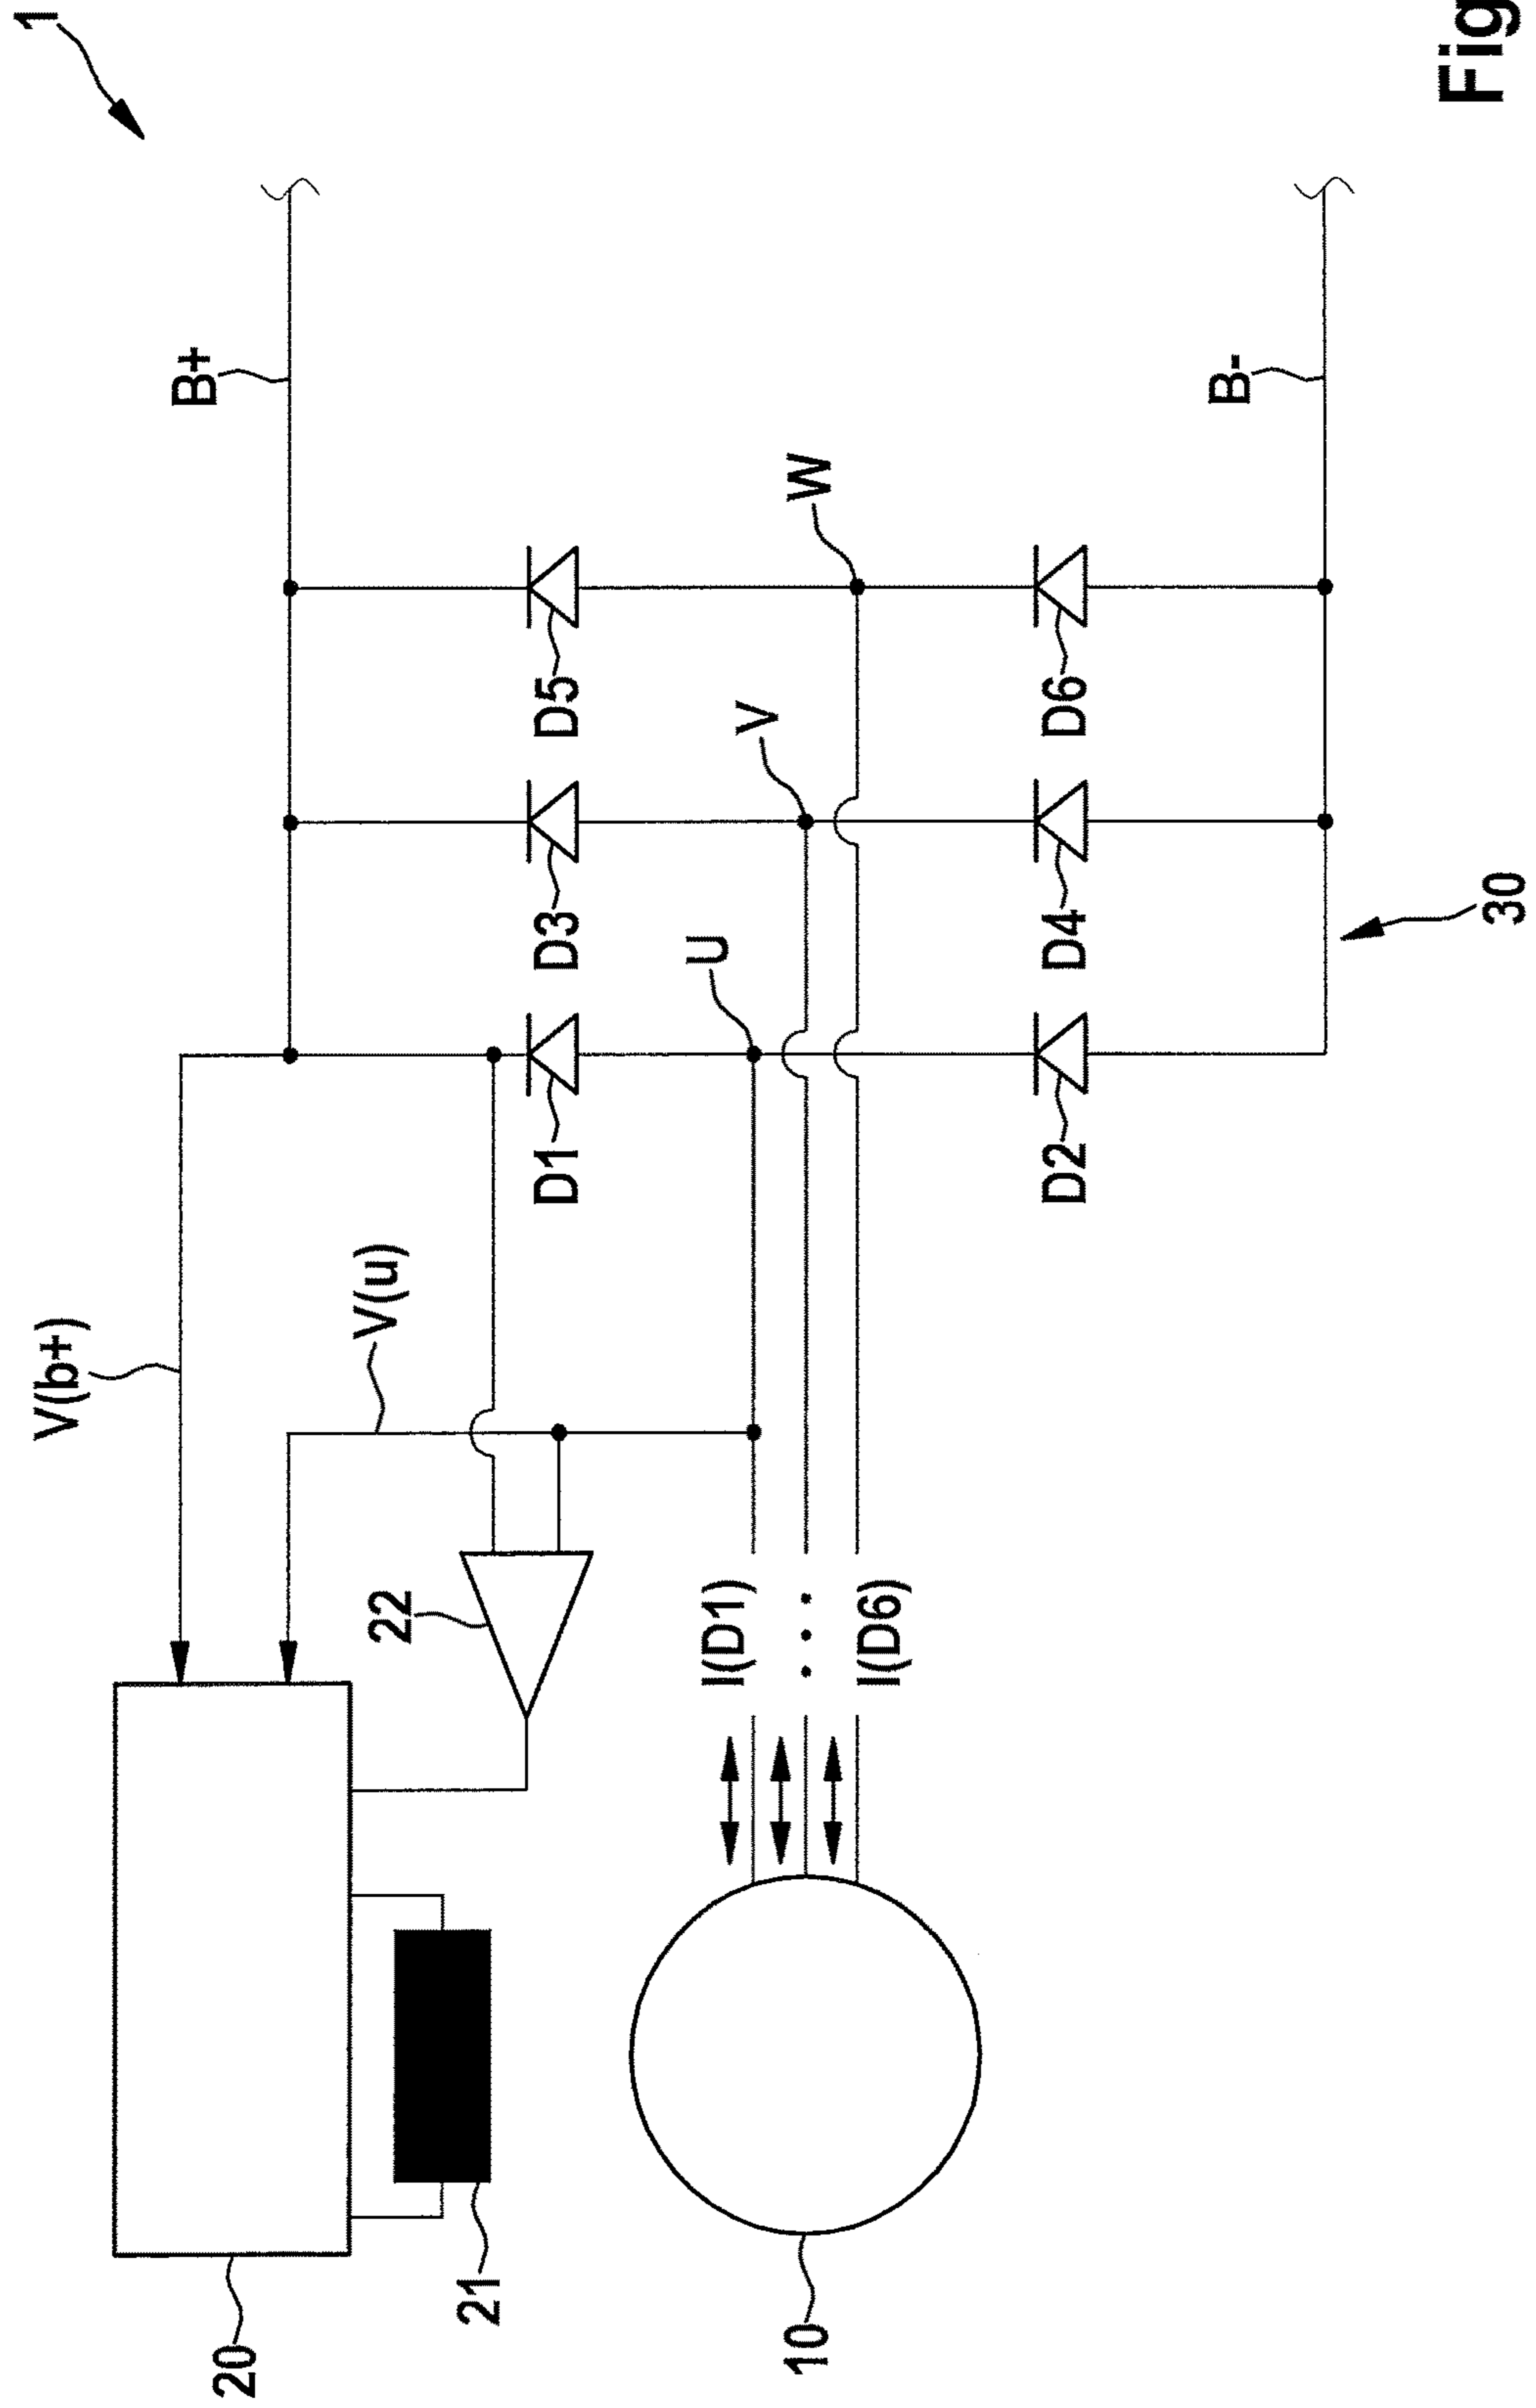 1
B+
B-
W
V
U
D5
D6
D3
D4
D1
D2
30
V(b+)
V(u)
22
I(D1)
...
I(D6)
20
21
10
Fig